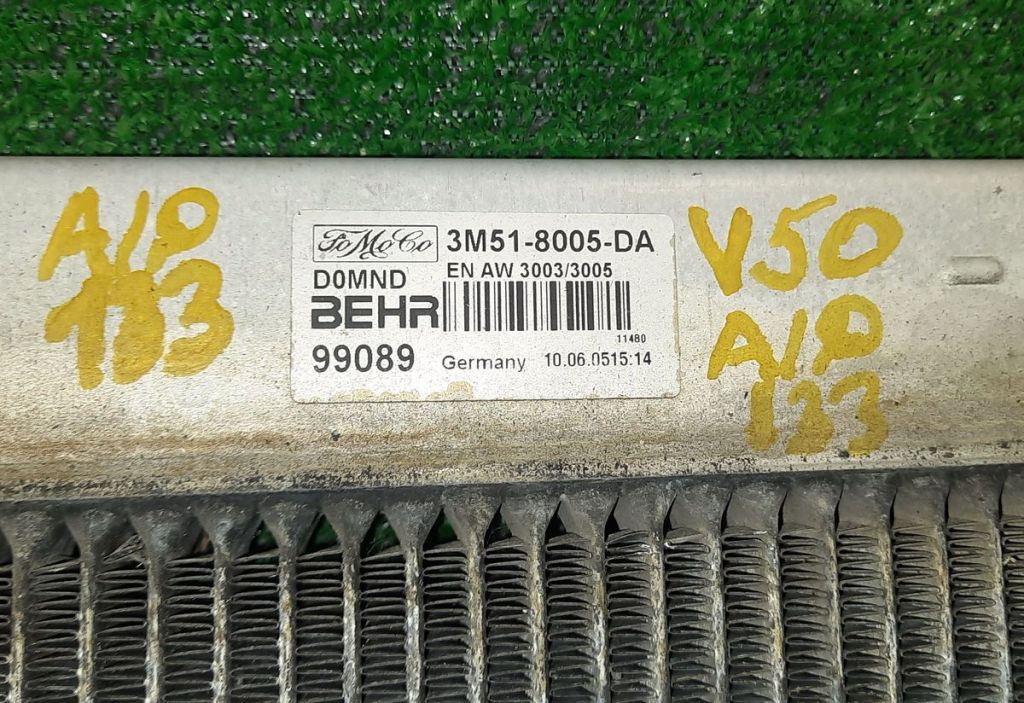 A/P
133
FoMoCo 3M51-8005-DA
EN AW 3003/3005
D0MND
BEHR
11480
99089 Germany 10.06.0515:14
V50
A/P
133